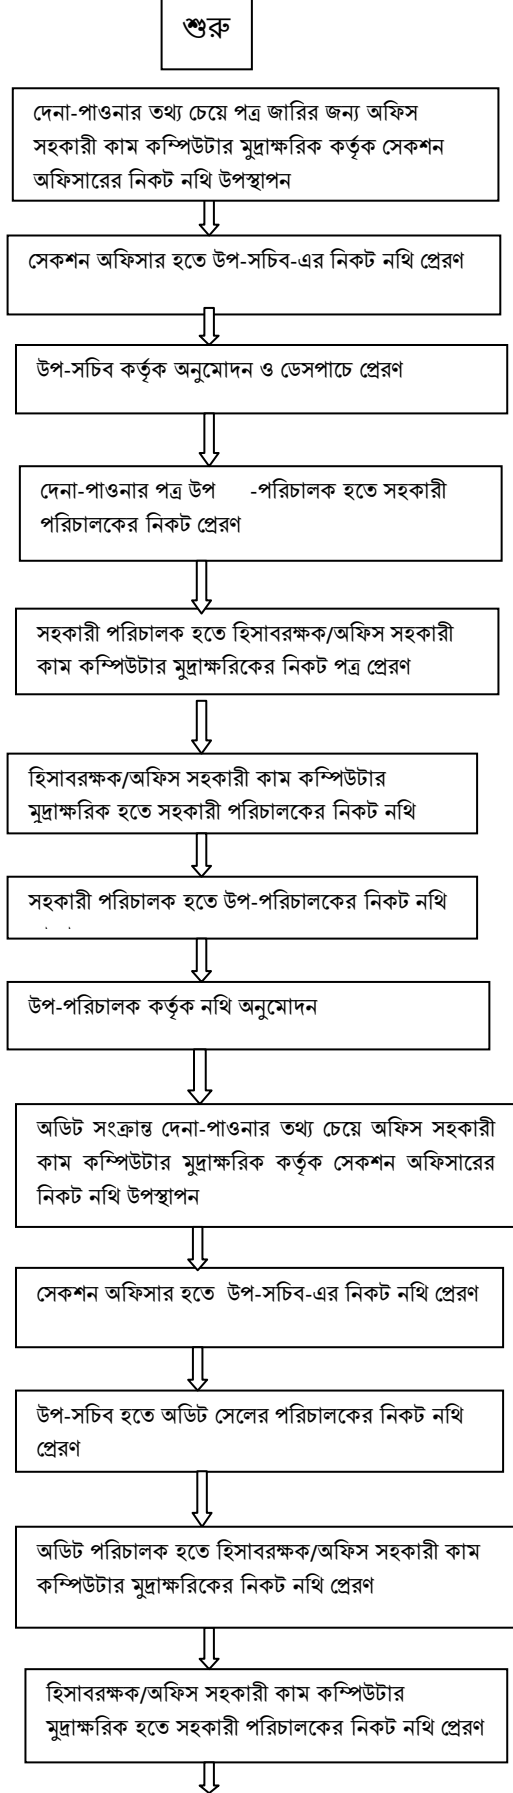 শুরু
দেনা-পাওনার তথ্য চেয়ে পত্র জারির জন্য অফিস
সহকারী কাম কম্পিউটার মুদ্রাক্ষরিক কর্তৃক সেকশন
অফিসারের নিকট নথি উপস্থাপন
সেকশন অফিসার হতে উপ-সচিব-এর নিকট নথি প্রেরণ
উপ-সচিব কর্তৃক অনুমোদন ও ডেসপাচে প্রেরণ
দেনা-পাওনার পত্র উপ -পরিচালক হতে সহকারী
পরিচালকের নিকট প্রেরণ
সহকারী পরিচালক হতে হিসাবরক্ষক/অফিস সহকারী
কাম কম্পিউটার মুদ্রাক্ষরিকের নিকট পত্র প্রেরণ
হিসাবরক্ষক/অফিস সহকারী কাম কম্পিউটার
মুদ্রাক্ষরিক হতে সহকারী পরিচালকের নিকট নথি
সহকারী পরিচালক হতে উপ-পরিচালকের নিকট নথি
উপ-পরিচালক কর্তৃক নথি অনুমোদন
অডিট সংক্রান্ত দেনা-পাওনার তথ্য চেয়ে অফিস সহকারী
কাম কম্পিউটার মুদ্রাক্ষরিক কর্তৃক সেকশন অফিসারের
নিকট নথি উপস্থাপন
সেকশন অফিসার হতে উপ-সচিব-এর নিকট নথি প্রেরণ
উপ-সচিব হতে অডিট সেলের পরিচালকের নিকট নথি
প্রেরণ
অডিট পরিচালক হতে হিসাবরক্ষক/অফিস সহকারী কাম
কম্পিউটার মুদ্রাক্ষরিকের নিকট নথি প্রেরণ
হিসাবরক্ষক/অফিস সহকারী কাম কম্পিউটার
মুদ্রাক্ষরিক হতে সহকারী পরিচালকের নিকট নথি প্রেরণ